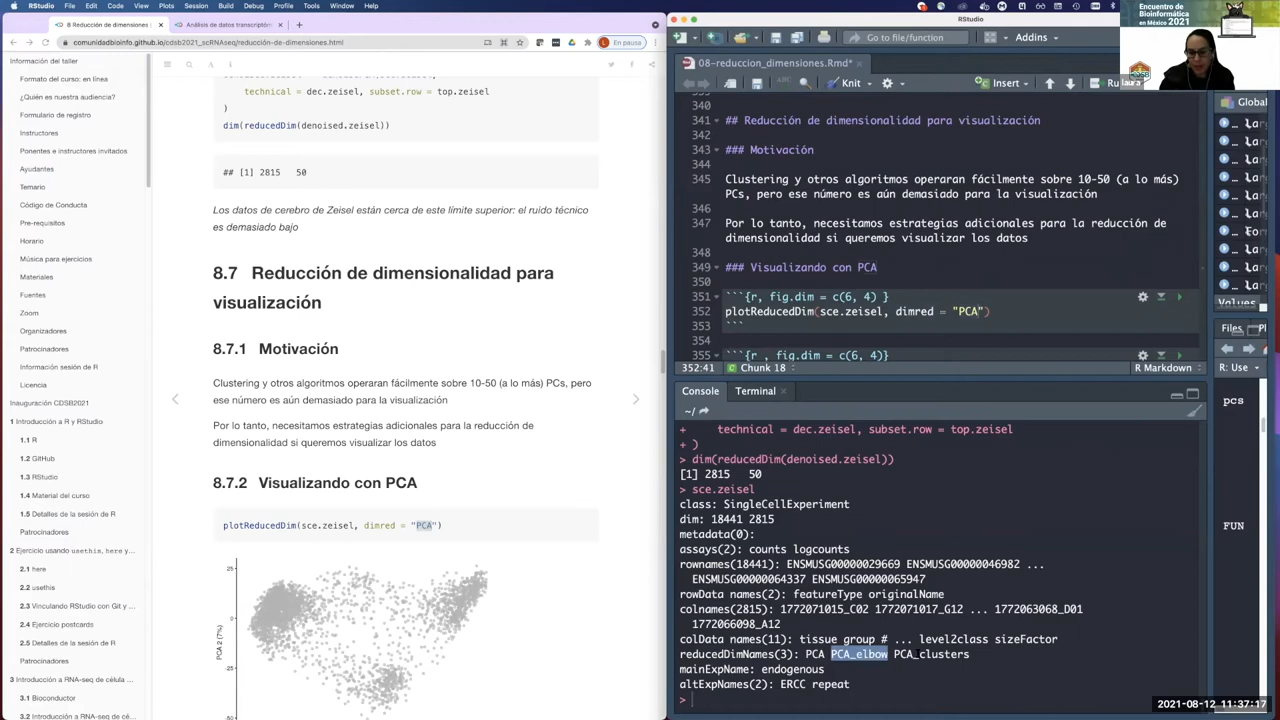 RStudio File Edit Code View Plots Session Build Debug Profile Tools Window Help
8 Reducción de dimensiones
Análisis de datos transcriptóm
comunidadbioinfo.github.io/cdsb2021_scRNAseq/reducción-de-dimensiones.html
En pausa
Información del taller
Formato del curso: en línea
¿Quién es nuestra audiencia?
Formulario de registro
Instructores
Ponentes e instructores invitados
Ayudantes
Temario
Código de Conducta
Pre-requisitos
Horario
Música para ejercicios
Materiales
Fuentes
Zoom
Organizadores
Patrocinadores
Información sesión de R
Licencia
Inauguración CDSB2021
1 Introducción a R y RStudio
1.1 R
1.2 GitHub
1.3 RStudio
1.4 Material del curso
1.5 Detalles de la sesión de R
Patrocinadores
2 Ejercicio usando usethis, here y…
2.1 here
2.2 usethis
2.3 Vinculando RStudio con Git y …
2.4 Ejercicio postcards
2.5 Detalles de la sesión de R
Patrocinadores
3 Introducción a RNA-seq de célula …
3.1 Bioconductor
3.2 Introducción a RNA-seq de cé…
technical = dec.zeisel, subset.row = top.zeisel
)
dim(reducedDim(denoised.zeisel))
## [1] 2815 50
Los datos de cerebro de Zeisel están cerca de este límite superior: el ruido técnico
es demasiado bajo
8.7 Reducción de dimensionalidad para
visualización
8.7.1 Motivación
Clustering y otros algoritmos operaran fácilmente sobre 10-50 (a lo más) PCs, pero
ese número es aún demasiado para la visualización
Por lo tanto, necesitamos estrategias adicionales para la reducción de
dimensionalidad si queremos visualizar los datos
8.7.2 Visualizando con PCA
plotReducedDim(sce.zeisel, dimred = "PCA")
25
0
-25
-50
PCA 2 (7%)
RStudio
Go to file/function
Addins
08-reduccion_dimensiones.Rmd*
Knit
Insert
Ru
340
341 ## Reducción de dimensionalidad para visualización
342
343 ### Motivación
344
345 Clustering y otros algoritmos operaran fácilmente sobre 10-50 (a lo más)
PCs, pero ese número es aún demasiado para la visualización
346
347 Por lo tanto, necesitamos estrategias adicionales para la reducción de
dimensionalidad si queremos visualizar los datos
348
349 ### Visualizando con PCA
350
351 ```{r, fig.dim = c(6, 4) }
352 plotReducedDim(sce.zeisel, dimred = "PCA")
353 ```
354
355 ```{r , fig.dim = c(6, 4)}
352:41 Chunk 18 R Markdown
Console Terminal
~/
+ technical = dec.zeisel, subset.row = top.zeisel
+ )
> dim(reducedDim(denoised.zeisel))
[1] 2815 50
> sce.zeisel
class: SingleCellExperiment
dim: 18441 2815
metadata(0):
assays(2): counts logcounts
rownames(18441): ENSMUSG00000029669 ENSMSG00000046982 ...
ENSMUSG00000064337 ENSMUSG00000063947
rowData names(2): featureType originalName
colnames(2815): 1772071015_C02 1772071017_G12 ... 1772063068_D01
1772066098_A12
colData names(11): tissue group # ... level2class sizeFactor
reducedDimNames(3): PCA PCA_elbow PCA_clusters
mainExpName: endogenous
altExpNames(2): ERCC repeat
>
Global
Values
Files
R: Use
pcs
FUN
Encuentro de
Bioinformática
en México
2021
CDSB
Laura
2021-08-12 11:37:17